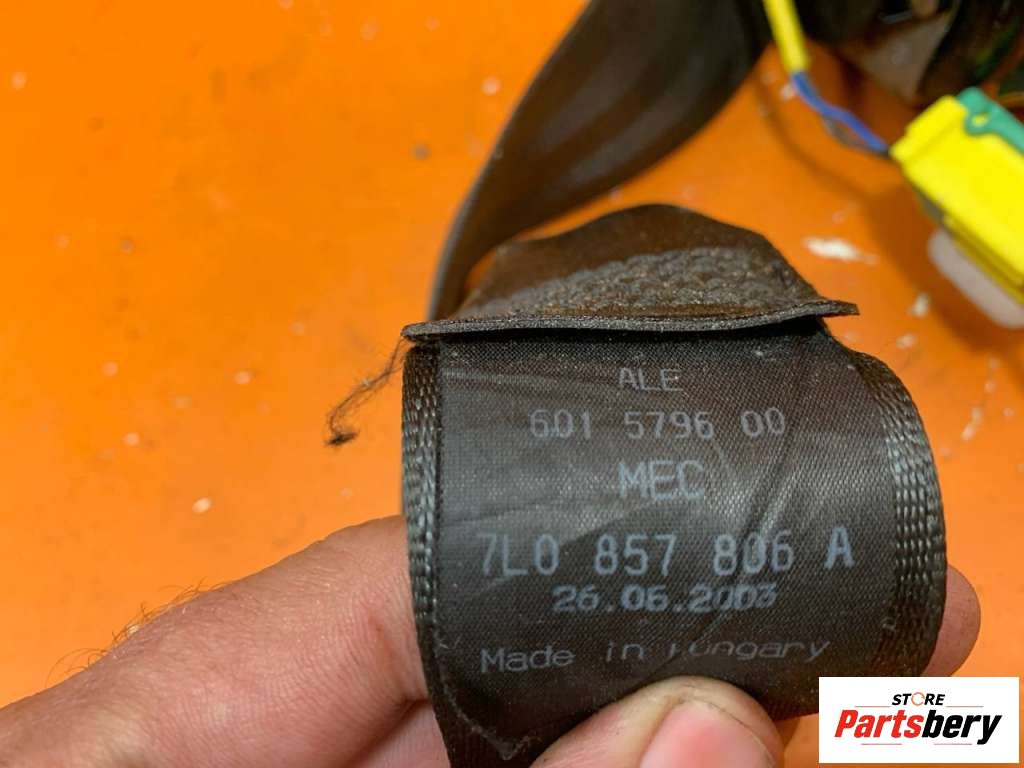 ALE
601 5796 00
MEC
7L0 857 806 A
26.06.2003
Made in Hungary
STORE
Partsbery